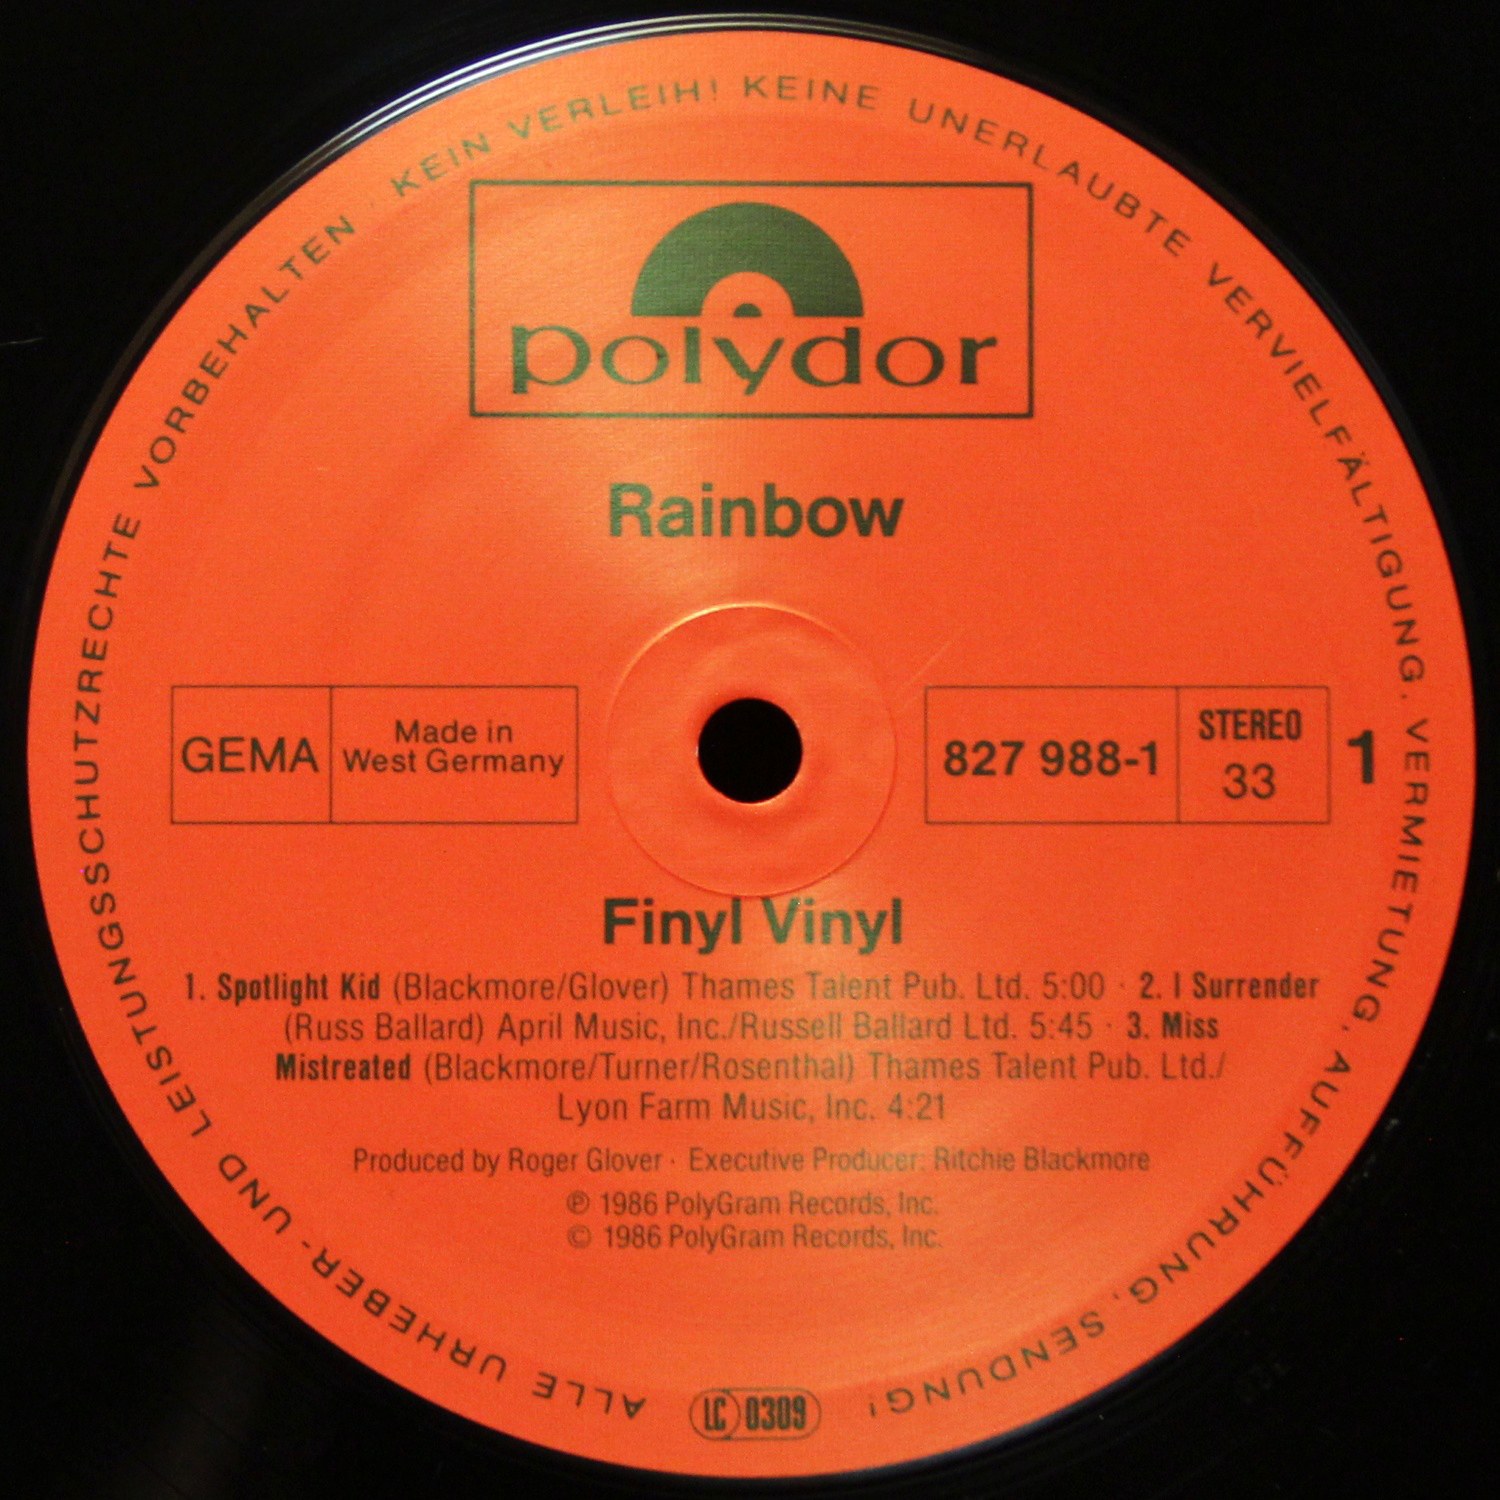 ALLE URHEBER- UND LEISTUNGSSCHUTZRECHTE VORBEHALTEN · KEIN VERLEIH! KEINE UNERLAUBTE VERVIELFÄLTIGUNG, VERMIETUNG, AUFFÜHRUNG, SENDUNG!
polydor
Rainbow
GEMA
Made in
West Germany
827 988-1
STEREO
33
1
Finyl Vinyl
1. Spotlight Kid (Blackmore/Glover) Thames Talent Pub. Ltd. 5:00 · 2. I Surrender
(Russ Ballard) April Music, Inc./Russell Ballard Ltd. 5:45 · 3. Miss
Mistreated (Blackmore/Turner/Rosenthal) Thames Talent Pub. Ltd./
Lyon Farm Music, Inc. 4:21
Produced by Roger Glover · Executive Producer: Ritchie Blackmore
℗ 1986 PolyGram Records, Inc.
© 1986 PolyGram Records, Inc.
LC 0309